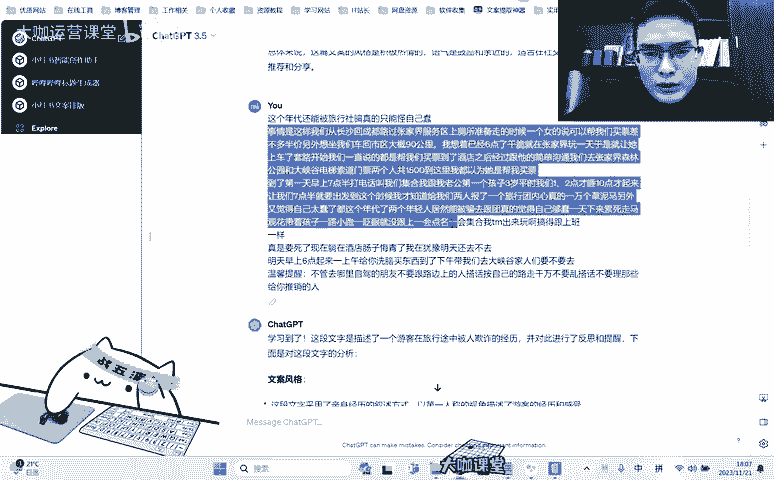 优质网站 在线工具 博客管理 工作相关 个人收藏 资源教程 学习网站 IT站长 网盘资源 软件收集 文案提取神器
大咖运营课堂
ChatGPT 3.5
小红书智能创作助手
哔哔哔哔标题生成器
小红书文案排版
Explore
推荐和分享。
You
这个年代还能被旅行社骗真的只能怪自己蠢
事情是这样我们从长沙回成都路过张家界服务区上厕所准备走的时候一个女的说可以帮我们买票差
不多半价另外想坐我们车回市区大概90公里。我想着已经6点了干脆就在张家界玩一天于是就让她
上车了套路开始我们一直说的都是帮我们买票到了酒店之后经过跟他的简单沟通我们去张家界森林
公园和大峡谷电梯索道门票两个人共1500到这里我都以为她是帮我买票
到了第一天早上7点半打电话叫我们集合我跟我老公第一个孩子3岁平时我们1、2点才睡10点才起来
让我们7点半就要出发到这个时候我才知道给我们两人报了一个旅行团内心真的一万个草泥马另外
又觉得自己太蠢了都这个年代了两个年轻人居然能被骗去跟团真的觉得自己够蠢一天下来累死走马
观花带着孩子一路小跑一眨眼就没跟上一会点名一会集合我tm出来玩啊搞得跟上班
一样
真是要死了现在躺在酒店肠子悔青了我在犹豫明天还去不去
明天早上6点起来一上午给你洗脑买东西到了下午带我们去大峡谷家人们要不要去
温馨提醒：不管去哪里自驾的朋友不要跟路边上的人搭话按自己的路走千万不要乱搭话不要理那些
给你推销的人
ChatGPT
学习到了！这段文字是描述了一个游客在旅行途中被人欺诈的经历，并对此进行了反思和提醒。下
面是对这段文字的分析：
文案风格：
Message ChatGPT...
ChatGPT can make mistakes. Consider checking important information.
战五渣
大咖课堂
21°C
搜索
中
拼
18:07
2023/11/21